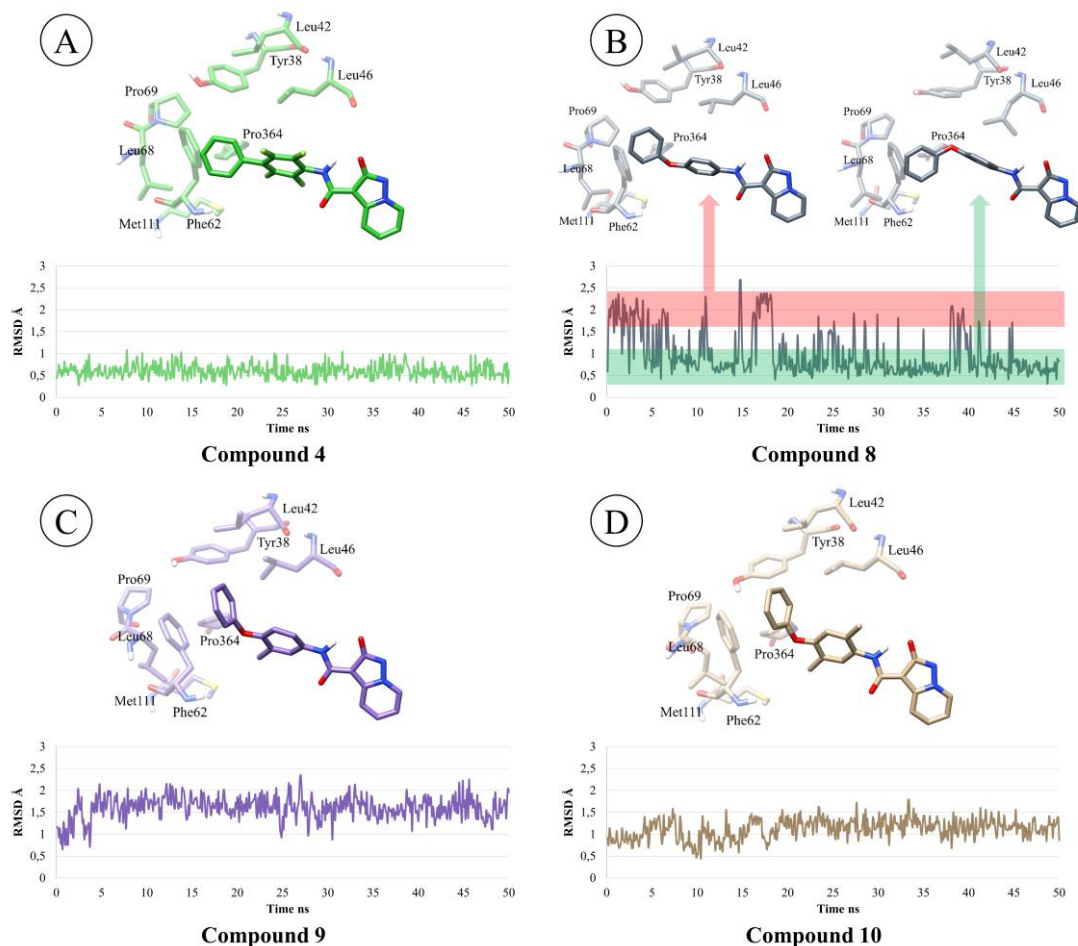 A
Leu42
Tyr38
Leu46
Pro69
Pro364
Leu68
Met111
Phe62
3
2,5
2
1,5
1
0,5
0
RMSD Å
0 5 10 15 20 25 30 35 40 45 50
Time ns
Compound 4
B
Leu42
Tyr38
Leu46
Pro69
Pro364
Leu68
Met111
Phe62
Leu42
Tyr38
Leu46
Pro69
Pro364
Leu68
Met111
Phe62
3
2,5
2
1,5
1
0,5
0
RMSD Å
0 5 10 15 20 25 30 35 40 45 50
Time ns
Compound 8
C
Leu42
Tyr38
Leu46
Pro69
Leu68
Pro364
Met111
Phe62
3
2,5
2
1,5
1
0,5
0
RMSD Å
0 5 10 15 20 25 30 35 40 45 50
Time ns
Compound 9
D
Leu42
Tyr38
Leu46
Pro69
Leu68
Pro364
Met111
Phe62
3
2,5
2
1,5
1
0,5
0
RMSD Å
0 5 10 15 20 25 30 35 40 45 50
Time ns
Compound 10